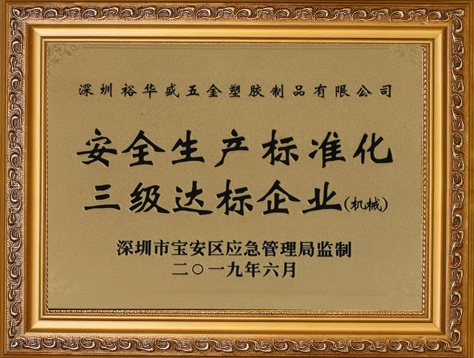 深圳裕华盛五金塑胶制品有限公司
安全生产标准化
三级达标企业(机械)
深圳市宝安区应急管理局监制
二〇一九年六月